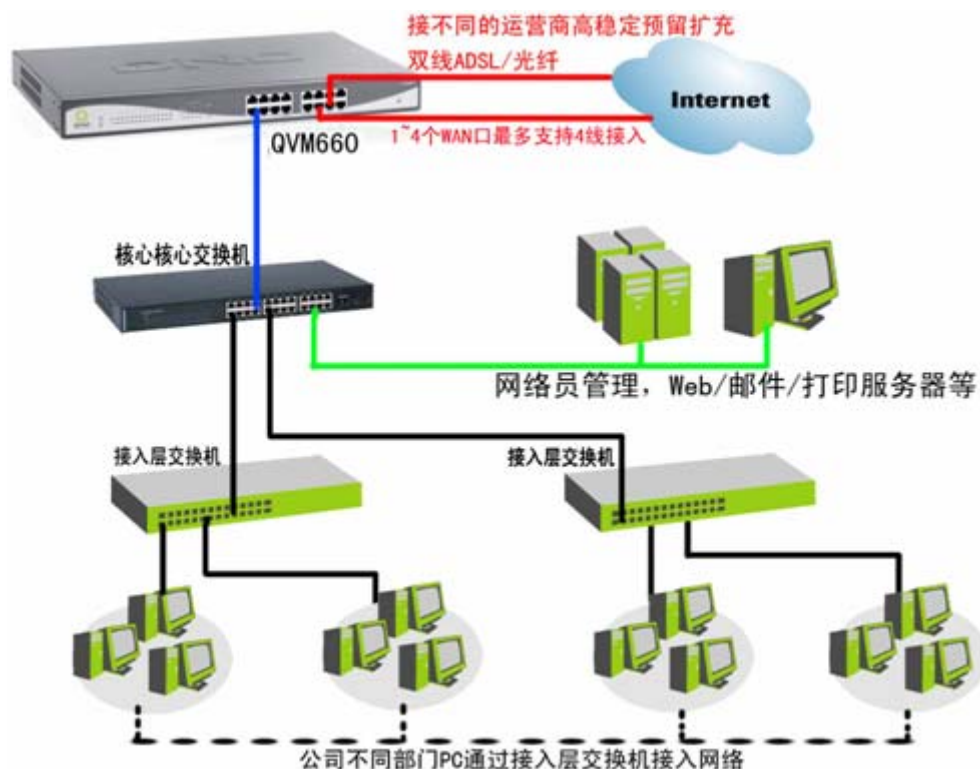 接不同的运营商高稳定预留扩充
双线ADSL/光纤
Internet
1~4个WAN口最多支持4线接入
QVM660
核心核心交换机
网络员管理，Web/邮件/打印服务器等
接入层交换机
接入层交换机
公司不同部门PC通过接入层交换机接入网络